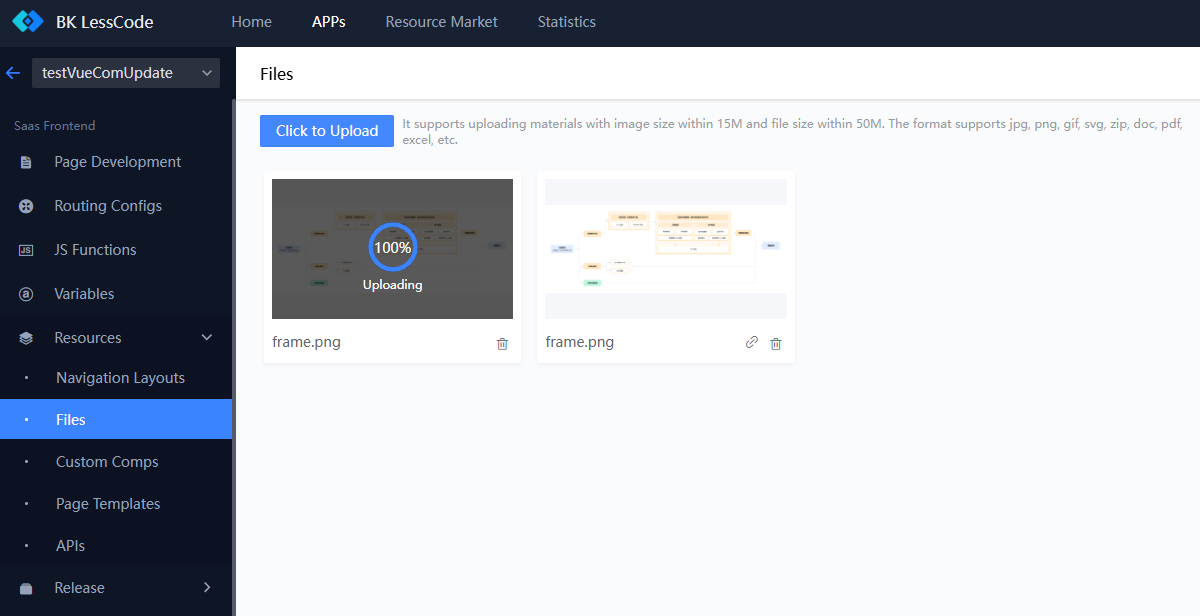 BK LessCode
Home
APPs
Resource Market
Statistics
testVueComUpdate
Files
Saas Frontend
Page Development
Routing Configs
JS Functions
Variables
Resources
Navigation Layouts
Files
Custom Comps
Page Templates
APIs
Release
Click to Upload
It supports uploading materials with image size within 15M and file size within 50M. The format supports jpg, png, gif, svg, zip, doc, pdf,
excel, etc.
100%
Uploading
frame.png
frame.png